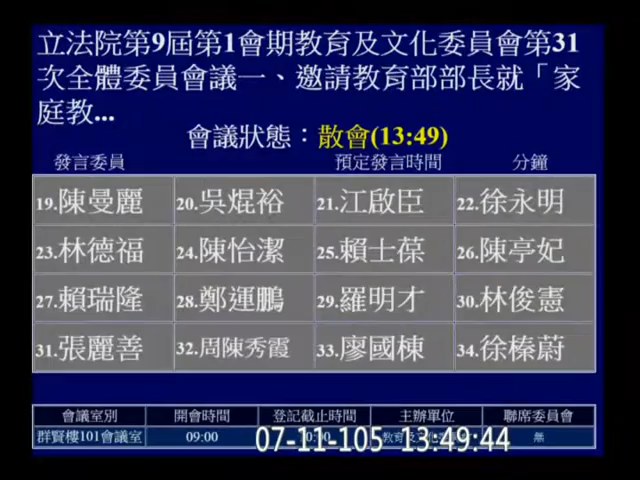 立法院第9屆第1會期教育及文化委員會第31
次全體委員會議一、邀請教育部部長就「家
庭教...
會議狀態：散會(13:49)
發言委員 預定發言時間 分鐘
19.陳曼麗 20.吳焜裕 21.江啟臣 22.徐永明
23.林德福 24.陳怡潔 25.賴士葆 26.陳亭妃
27.賴瑞隆 28.鄭運鵬 29.羅明才 30.林俊憲
31.張麗善 32.周陳秀霞 33.廖國棟 34.徐榛蔚
會議室別 開會時間 登記截止時間 主辦單位 聯席委員會
群賢樓101會議室 09:00 無
07-11-105 13:49:44